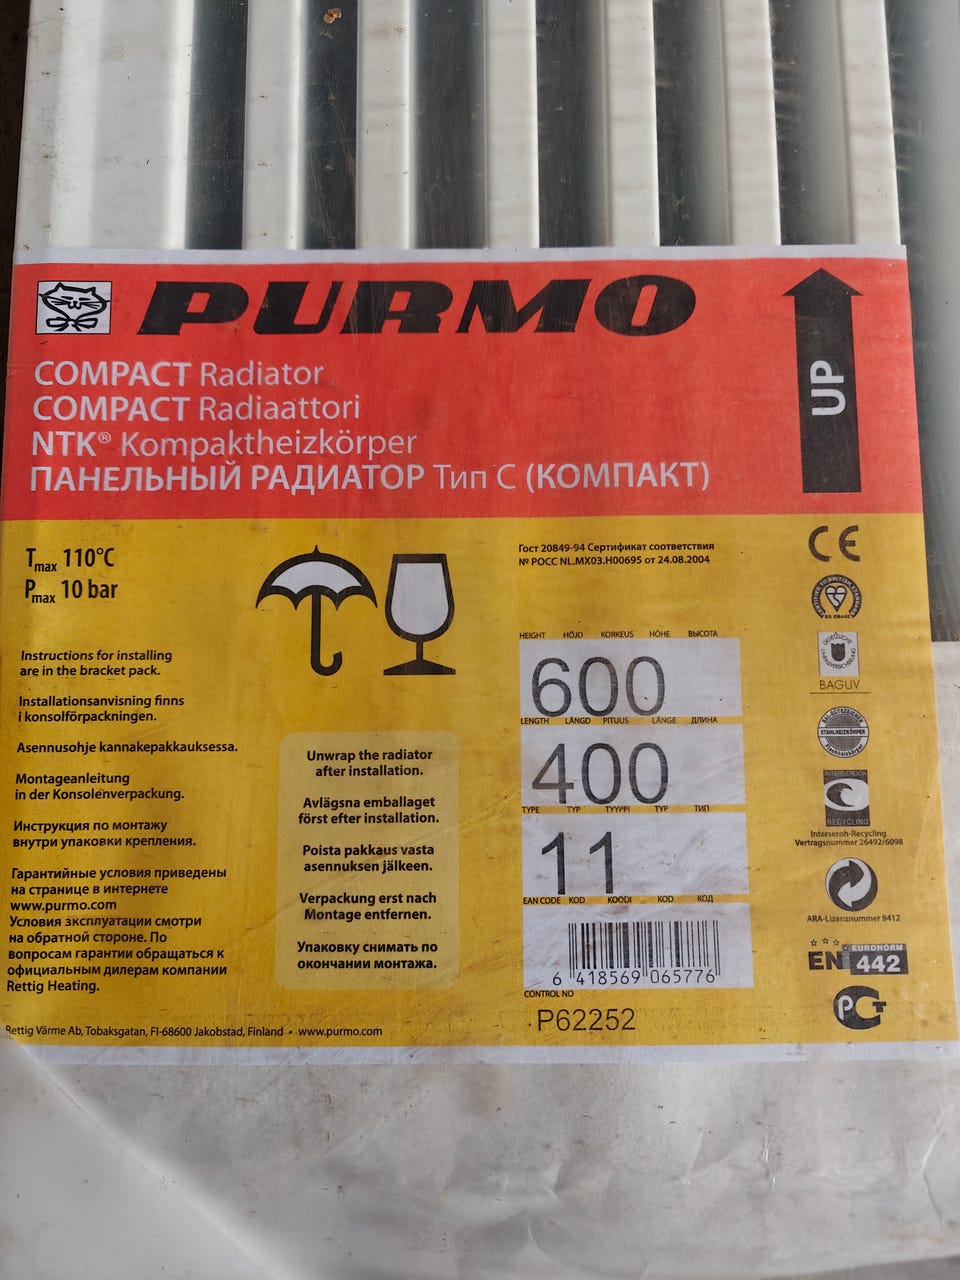 PURMO
COMPACT Radiator
COMPACT Radiaattori
NTK® Kompaktheizkörper
ПАНЕЛЬНЫЙ РАДИАТОР Тип С (КОМПАКТ)
UP
Tmax 110°C
Pmax 10 bar
Instructions for installing
are in the bracket pack.
Installationsanvisning finns
i konsolförpackningen.
Asennusohje kannakepakkauksessa.
Montageanleitung
in der Konsolenverpackung.
Инструкция по монтажу
внутри упаковки крепления.
Гарантийные условия приведены
на странице в интернете
www.purmo.com
Условия эксплуатации смотри
на обратной стороне. По
вопросам гарантии обращаться к
официальным дилерам компании
Rettig Heating.
Rettig Värme Ab, Tobaksgatan, FI-68600 Jakobstad, Finland • www.purmo.com
Unwrap the radiator
after installation.
Avlägsna emballaget
först efter installation.
Poista pakkaus vasta
asennuksen jälkeen.
Verpackung erst nach
Montage entfernen.
Упаковку снимать по
окончании монтажа.
Гост 20849-94 Сертификат соответствия
№ РОСС NL.MX03.H00695 от 24.08.2004
HEIGHT HÖJD KORKEUS HÖHE ВЫСОТА
600
LENGTH LÄNGD PITUUS LÄNGE ДЛИНА
400
TYPE TYP TYYPPI TYP ТИП
11
EAN CODE KOD KOODI KOD КОД
6 418569 065776
CONTROL NO
P62252
CE
BAGUV
STAHLHEIZKÖRPER
INTERSEROH
RECYCLING
Interseroh-Recycling
Vertragsnummer 26492/6098
ARA-Lizenznummer 8412
EN EURONORM
442